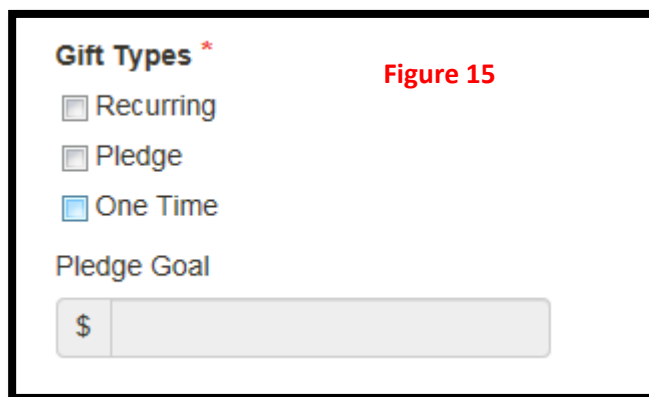 Gift Types *
Figure 15
Recurring
Pledge
One Time
Pledge Goal
$